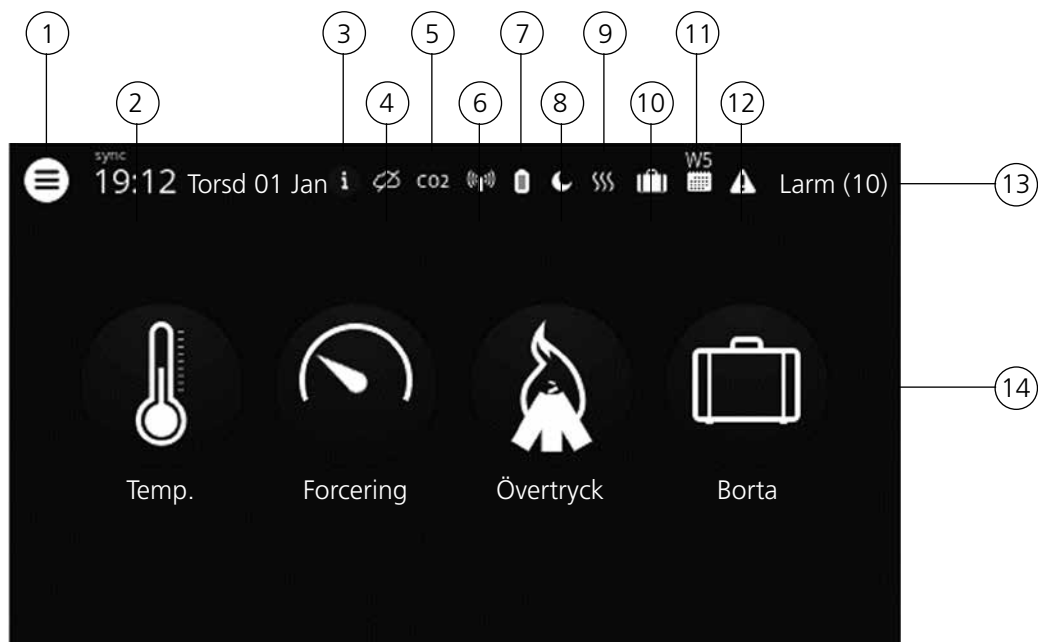 1 3 5 7 9 11
2 4 6 8 10 12
sync W5
19:12 Torsd 01 Jan i CO2 Larm (10) 13
14
Temp. Forcering Övertryck Borta